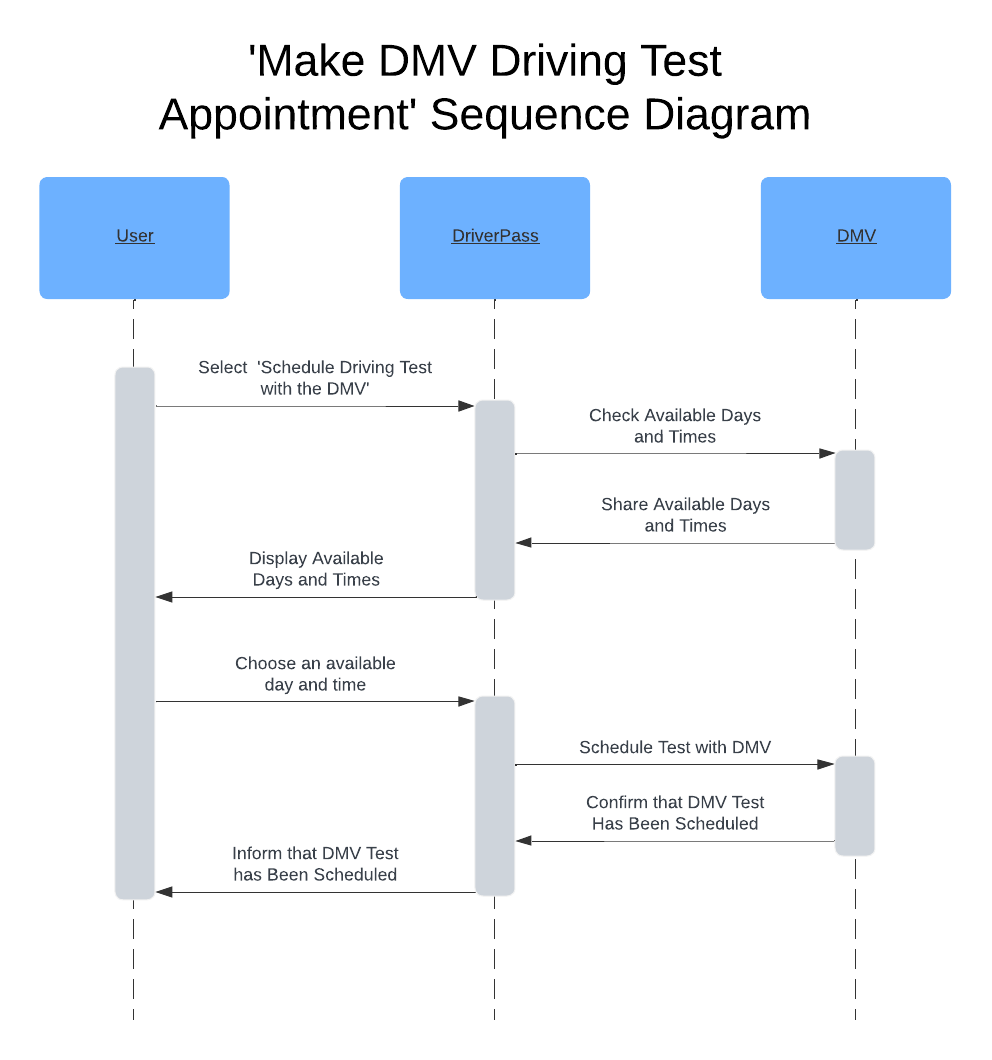 'Make DMV Driving Test
Appointment' Sequence Diagram
User
DriverPass
DMV
Select  'Schedule Driving Test
with the DMV'
Check Available Days
and Times
Share Available Days
and Times
Display Available
Days and Times
Choose an available
day and time
Schedule Test with DMV
Confirm that DMV Test
Has Been Scheduled
Inform that DMV Test
has Been Scheduled